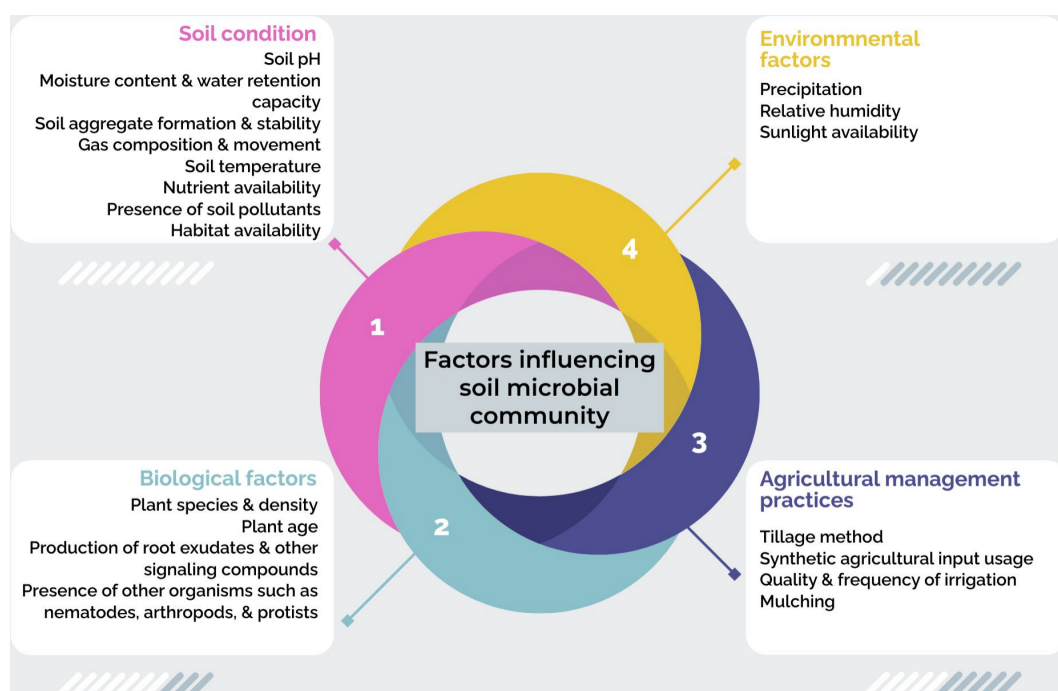 Soil condition
Soil pH
Moisture content & water retention
capacity
Soil aggregate formation & stability
Gas composition & movement
Soil temperature
Nutrient availability
Presence of soil pollutants
Habitat availability
Environmnental
factors
Precipitation
Relative humidity
Sunlight availability
4
1
Factors influencing
soil microbial
community
3
2
Biological factors
Plant species & density
Plant age
Production of root exudates & other
signaling compounds
Presence of other organisms such as
nematodes, arthropods, & protists
Agricultural management
practices
Tillage method
Synthetic agricultural input usage
Quality & frequency of irrigation
Mulching